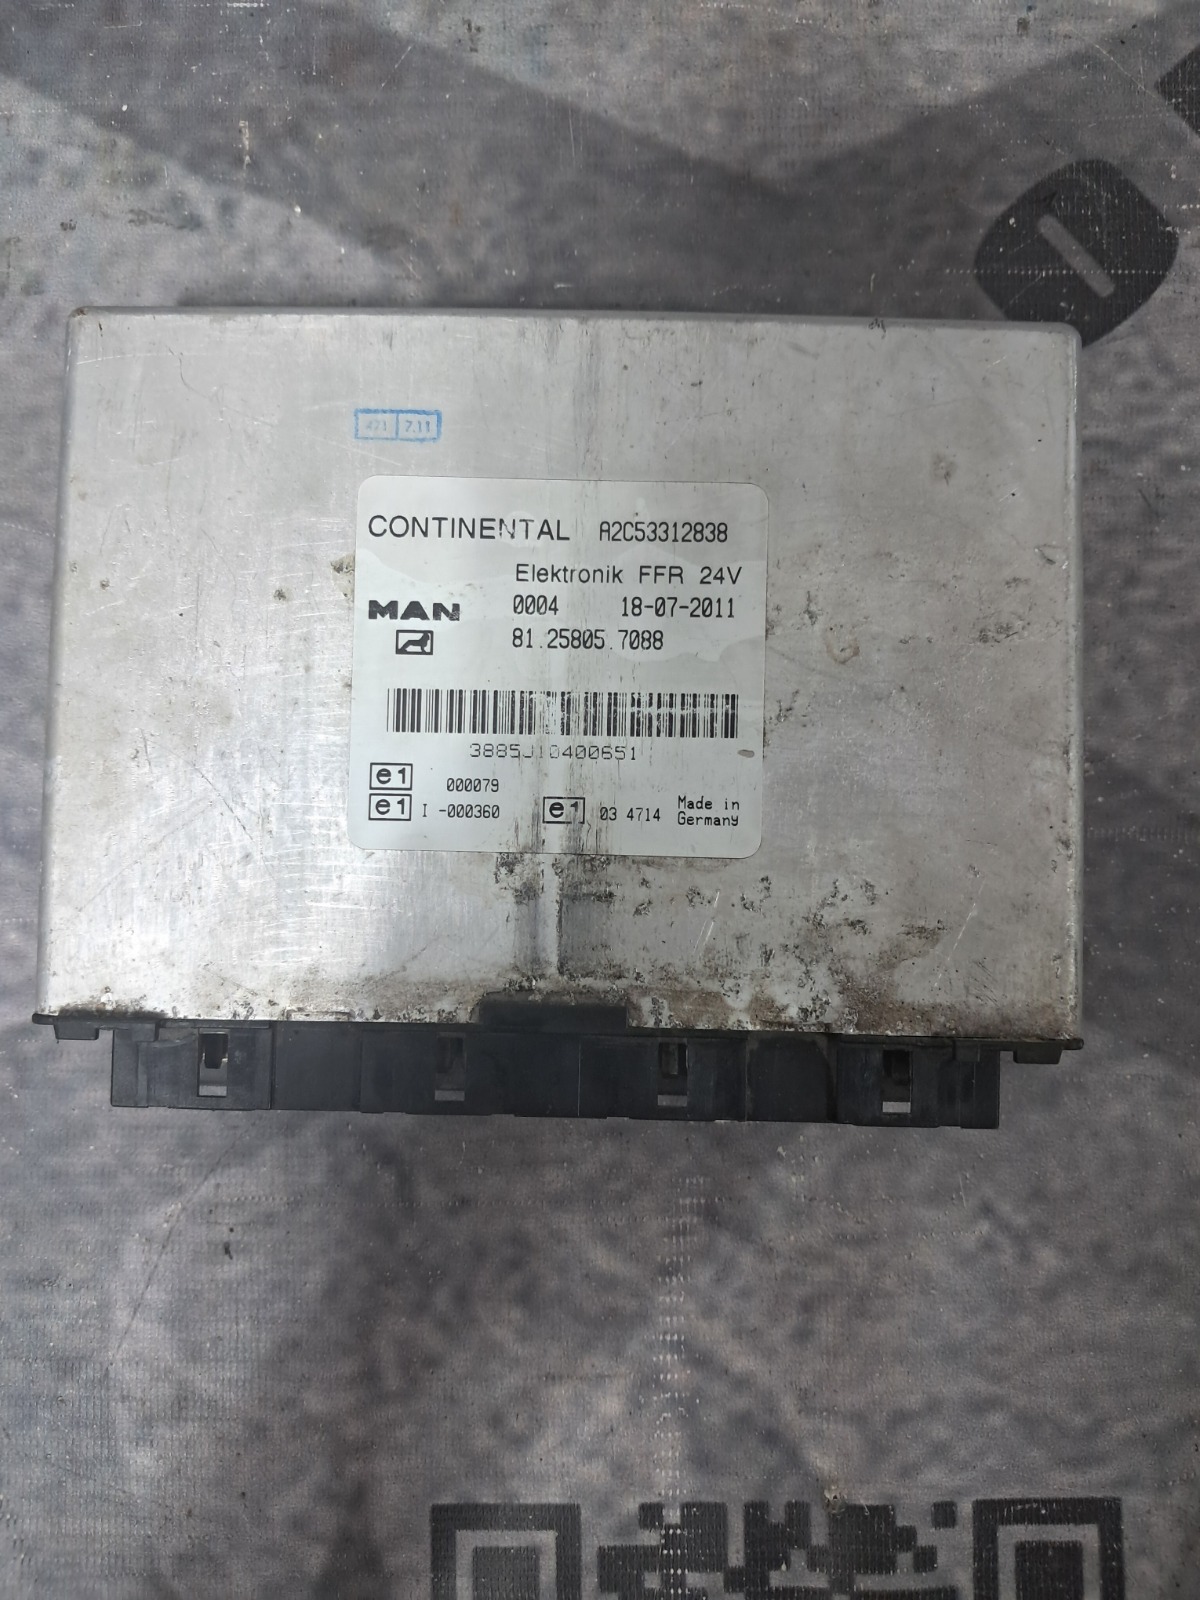 7.11
CONTINENTAL A2C53312838
Elektronik FFR 24V
MAN 0004 18-07-2011
81.25805.7088
3885J10400651
e1 000079
e1 I -000360 e1 03 4714 Made in
Germany